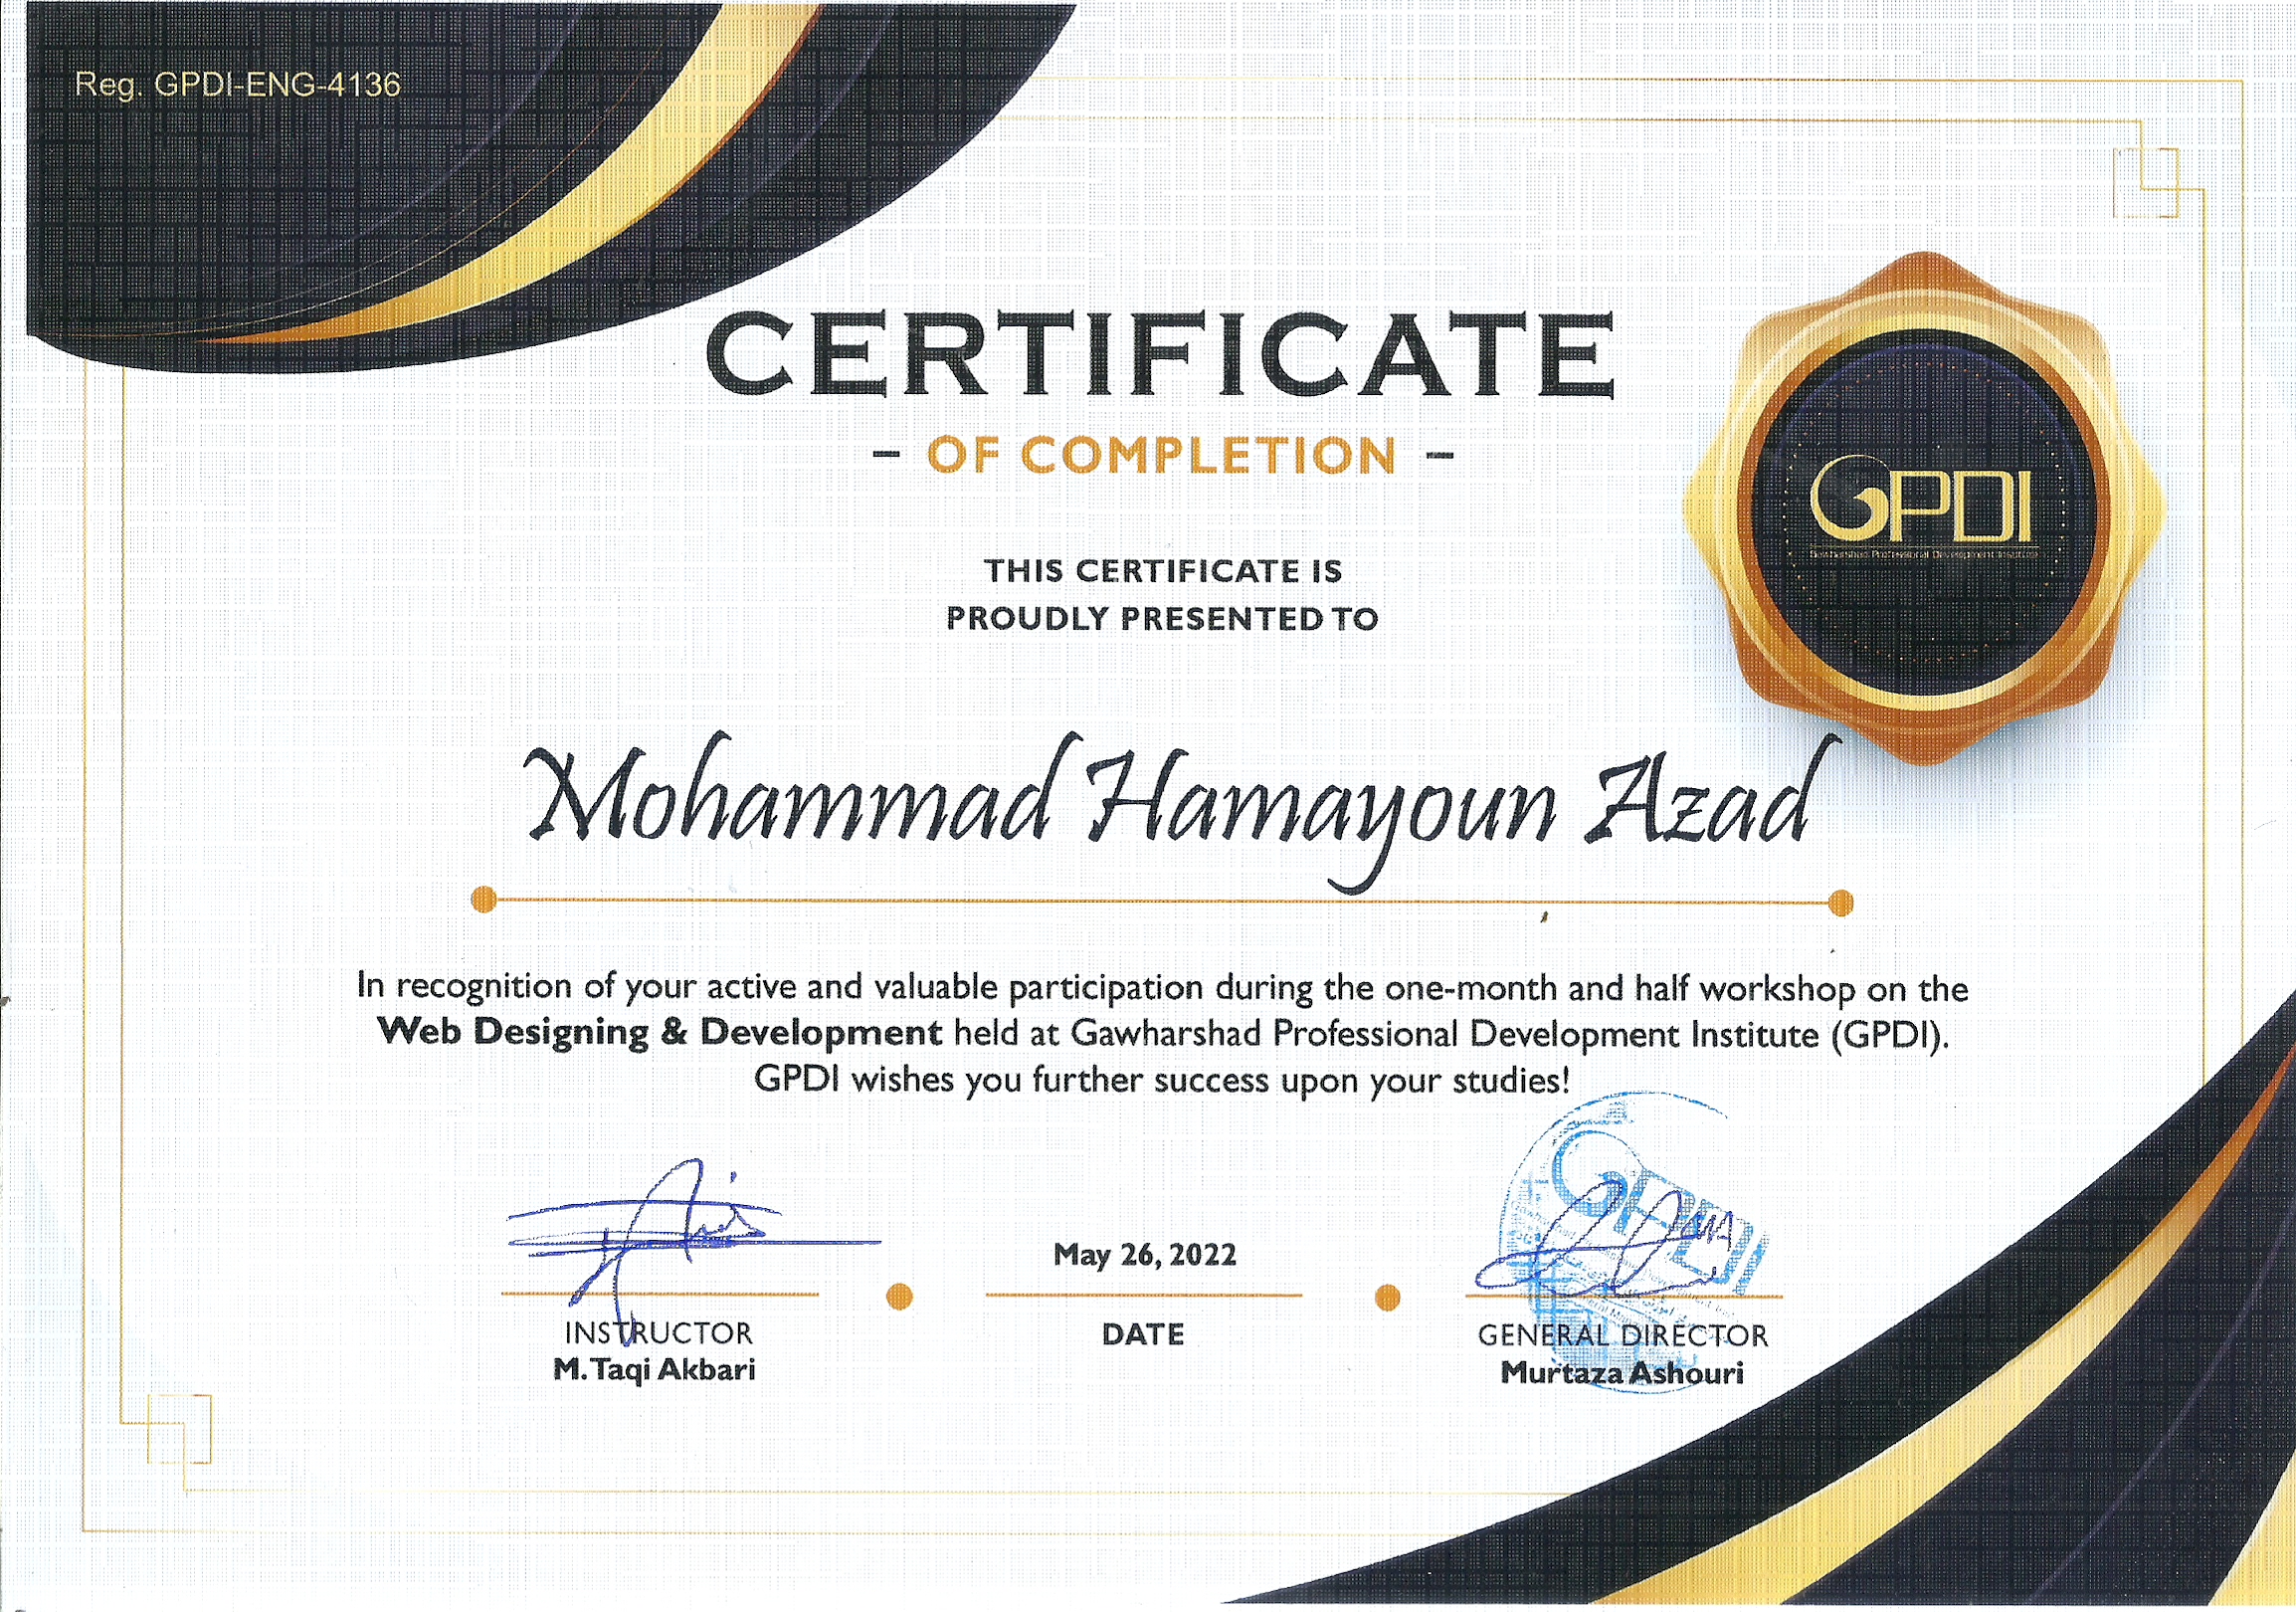 Reg. GPDI-ENG-4136
CERTIFICATE
- OF COMPLETION -
GPDI
Gawharshad Professional Development Institute
THIS CERTIFICATE IS
PROUDLY PRESENTED TO
Mohammad Hamayoun Azad
In recognition of your active and valuable participation during the one-month and half workshop on the
Web Designing & Development held at Gawharshad Professional Development Institute (GPDI).
GPDI wishes you further success upon your studies!
May 26, 2022
GPDI
INSTRUCTOR
DATE
GENERAL DIRECTOR
M. Taqi Akbari
Murtaza Ashouri